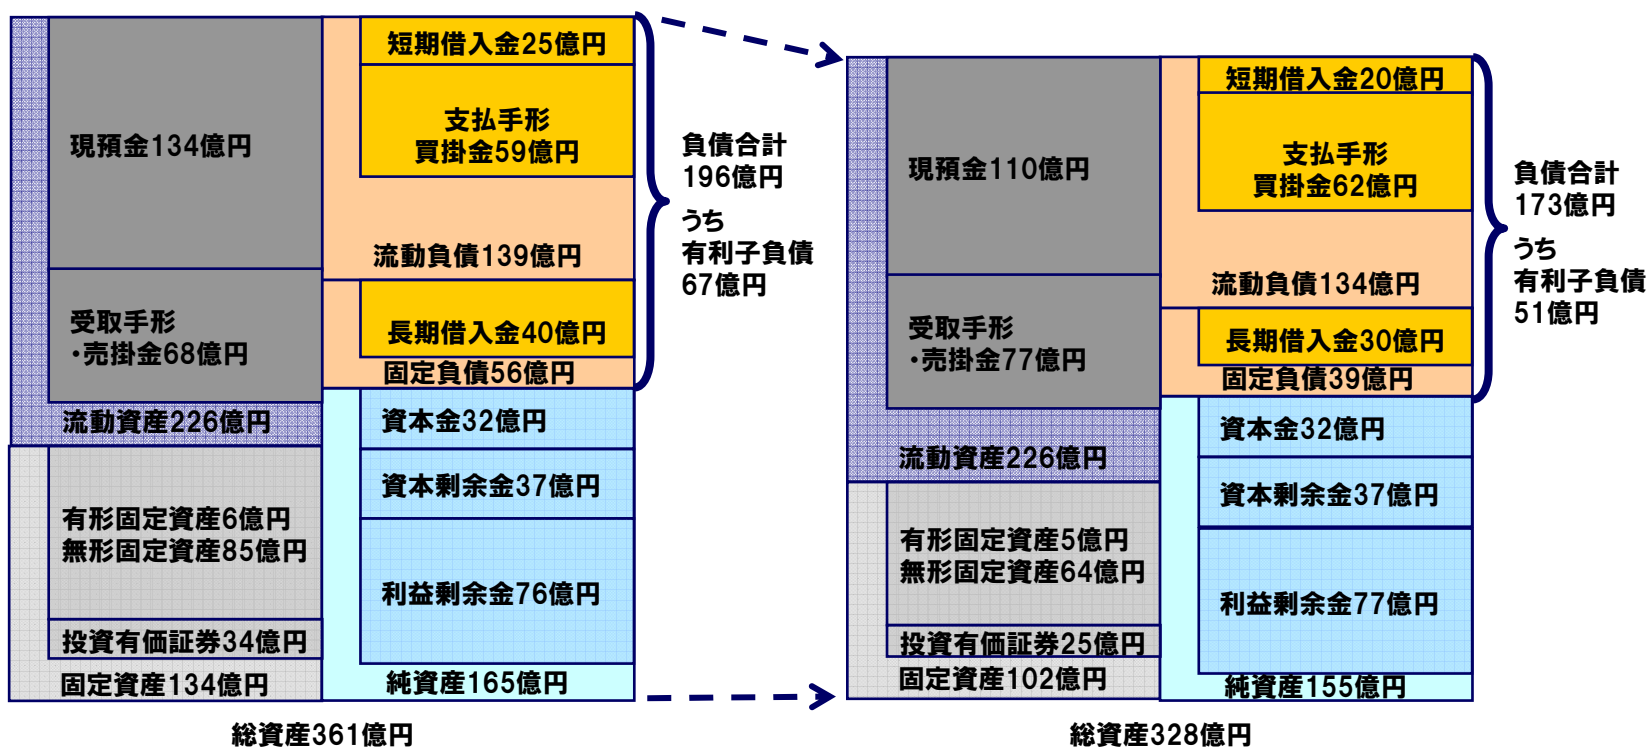 短期借入金25億円
支払手形
買掛金59億円
現預金134億円
流動負債139億円
受取手形
・売掛金68億円
長期借入金40億円
固定負債56億円
流動資産226億円
資本金32億円
資本剰余金37億円
有形固定資産6億円
無形固定資産85億円
利益剰余金76億円
投資有価証券34億円
固定資産134億円
純資産165億円
総資産361億円
負債合計
196億円
うち
有利子負債
67億円
短期借入金20億円
支払手形
買掛金62億円
現預金110億円
流動負債134億円
受取手形
・売掛金77億円
長期借入金30億円
固定負債39億円
資本金32億円
流動資産226億円
資本剰余金37億円
有形固定資産5億円
無形固定資産64億円
利益剰余金77億円
投資有価証券25億円
固定資産102億円
純資産155億円
総資産328億円
負債合計
173億円
うち
有利子負債
51億円